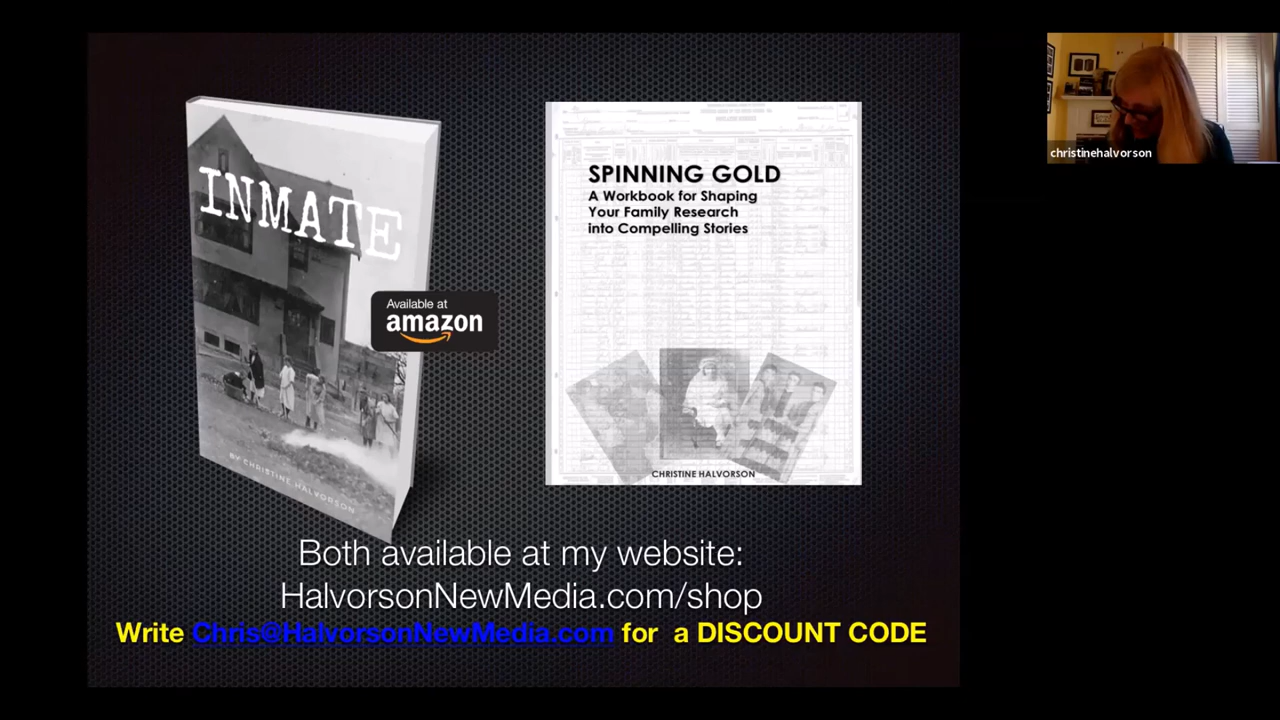 INMATE
BY CHRISTINE HALVORSON
Available at
amazon
SPINNING GOLD
A Workbook for Shaping
Your Family Research
into Compelling Stories
CHRISTINE HALVORSON
Both available at my website:
HalvorsonNewMedia.com/shop
Write Chris@HalvorsonNewMedia.com for a DISCOUNT CODE
christinehalvorson